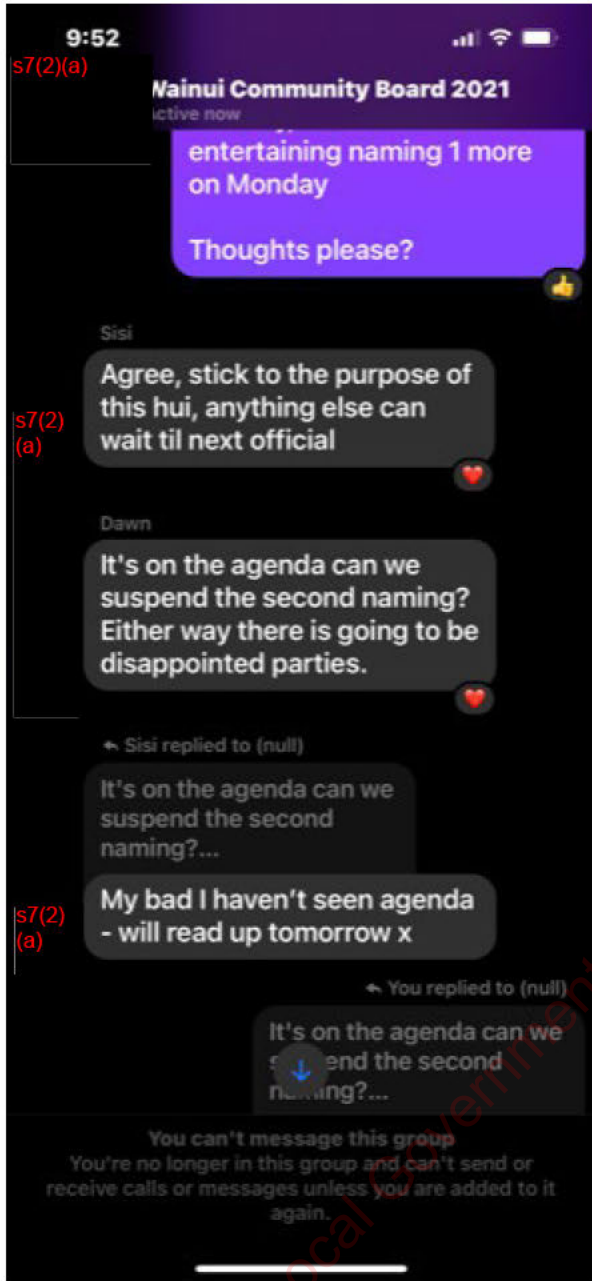 9:52
s7(2)(a)
Wainui Community Board 2021
Active now
entertaining naming 1 more
on Monday
Thoughts please?
Sisi
Agree, stick to the purpose of
this hui, anything else can
wait til next official
s7(2)
(a)
Dawn
It's on the agenda can we
suspend the second naming?
Either way there is going to be
disappointed parties.
Sisi replied to (null)
It's on the agenda can we
suspend the second
naming?...
My bad I haven't seen agenda
- will read up tomorrow x
s7(2)
(a)
You replied to (null)
It's on the agenda can we
end the second
ing?...
You can't message this group
You're no longer in this group and can't send or
receive calls or messages unless you are added to it
again.
ocal Government